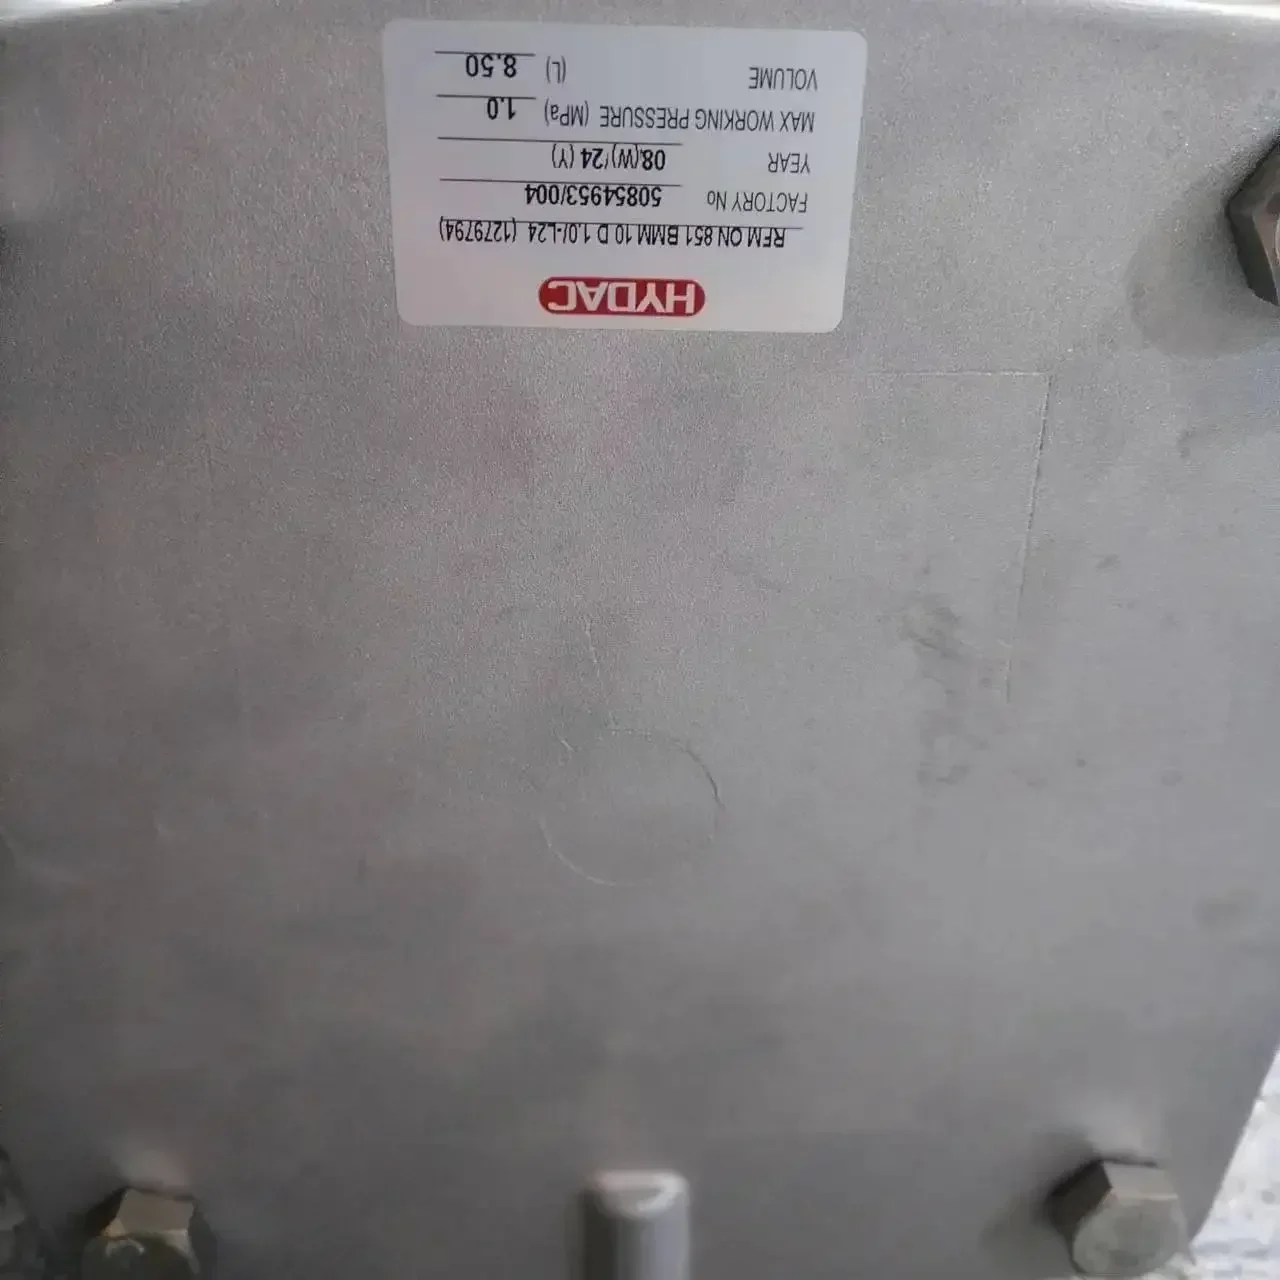 HYDAC
RFM ON 851 BMM 10 D 1.0/-L24 (1279794)
FACTORY No 50854953/004
YEAR 08(W)/24(Y)
MAX WORKING PRESSURE (MPa) 1.0
VOLUME (L) 8.50